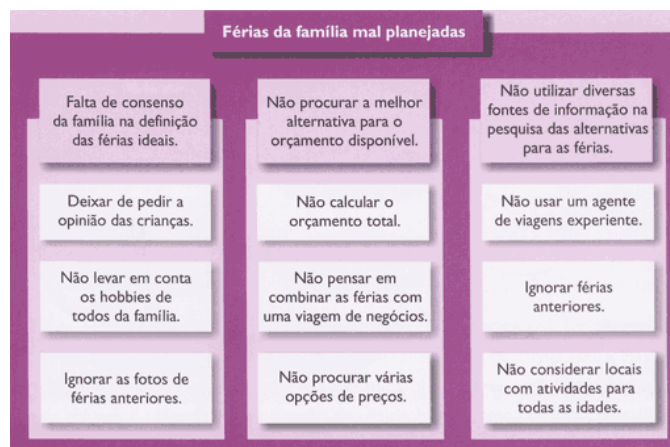 Férias da família mal planejadas
Falta de consenso
da família na definição
das férias ideais.
Deixar de pedir a
opinião das crianças.
Não levar em conta
os hobbies de
todos da família.
Ignorar as fotos de
férias anteriores.
Não procurar a melhor
alternativa para o
orçamento disponível.
Não calcular o
orçamento total.
Não pensar em
combinar as férias com
uma viagem de negócios.
Não procurar várias
opções de preços.
Não utilizar diversas
fontes de informação na
pesquisa das alternativas
para as férias.
Não usar um agente
de viagens experiente.
Ignorar férias
anteriores.
Não considerar locais
com atividades para
todas as idades.